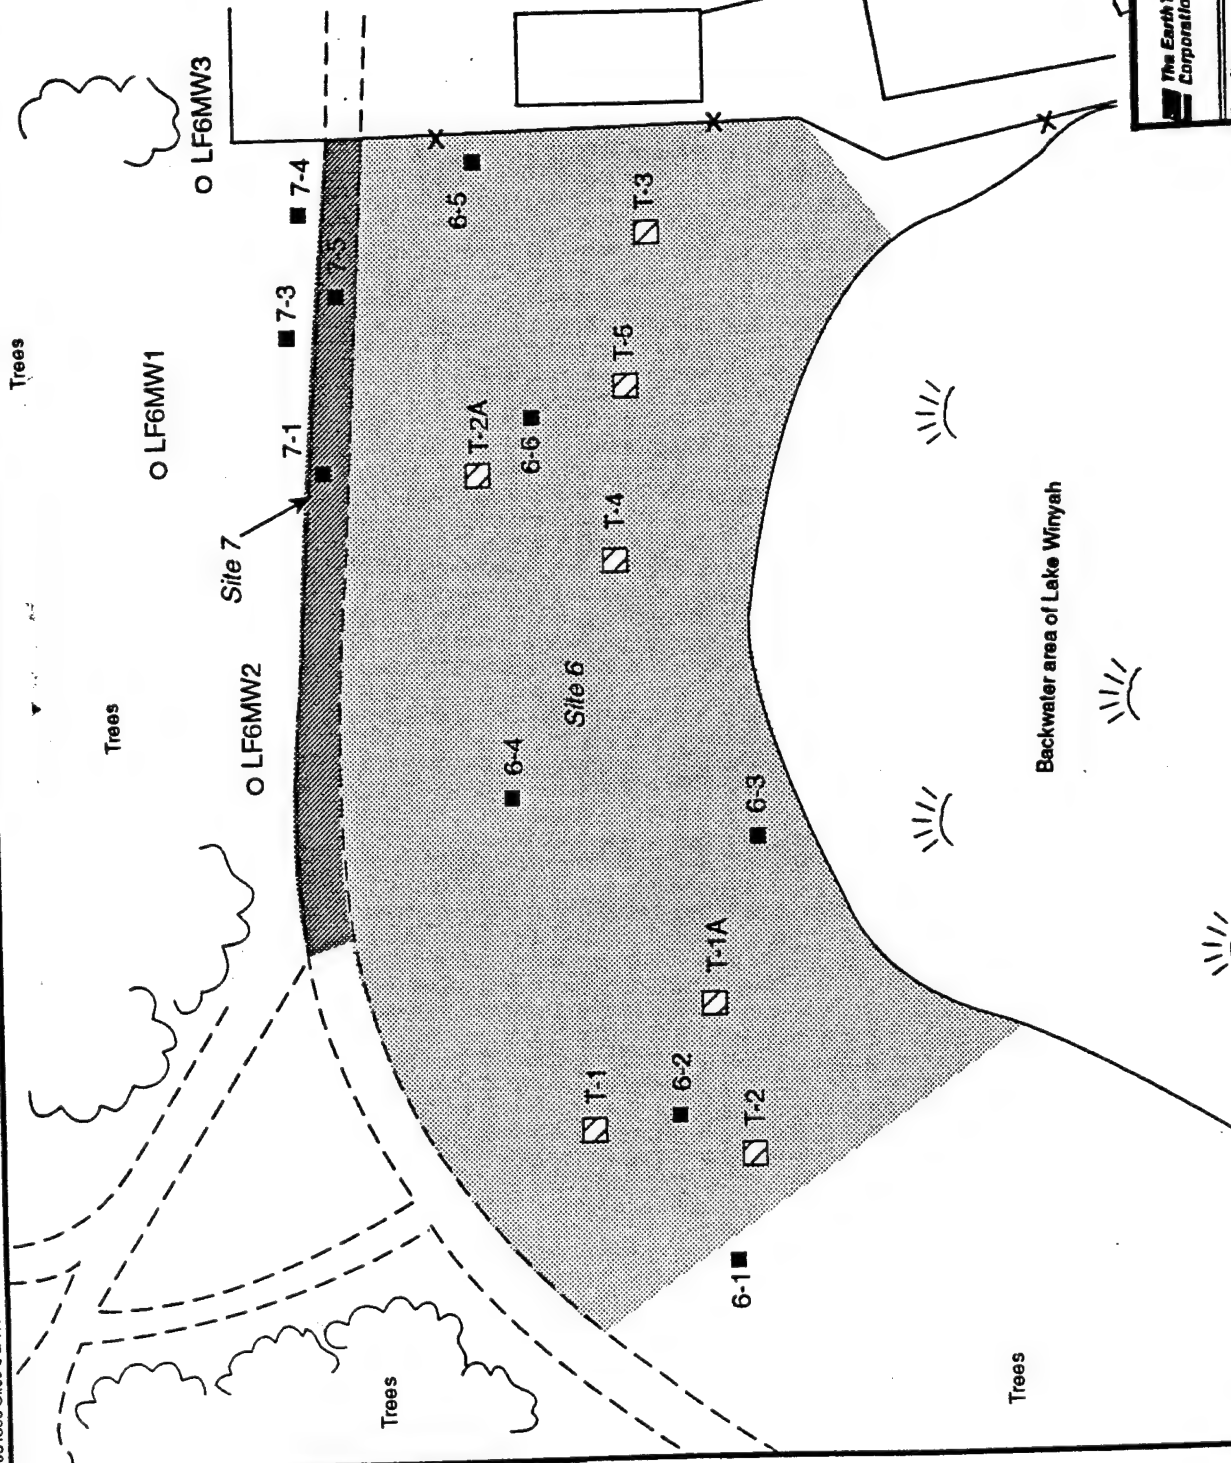 Trees
Trees
Trees
Trees
LF6MW3
LF6MW1
LF6MW2
Site 7
7-4
7-3
7-5
7-1
6-5
T-3
T-5
T-2A
6-6
T-4
Site 6
6-4
6-3
T-1A
T-1
6-2
T-2
6-1
Backwater area of Lake Winyah
The Earth